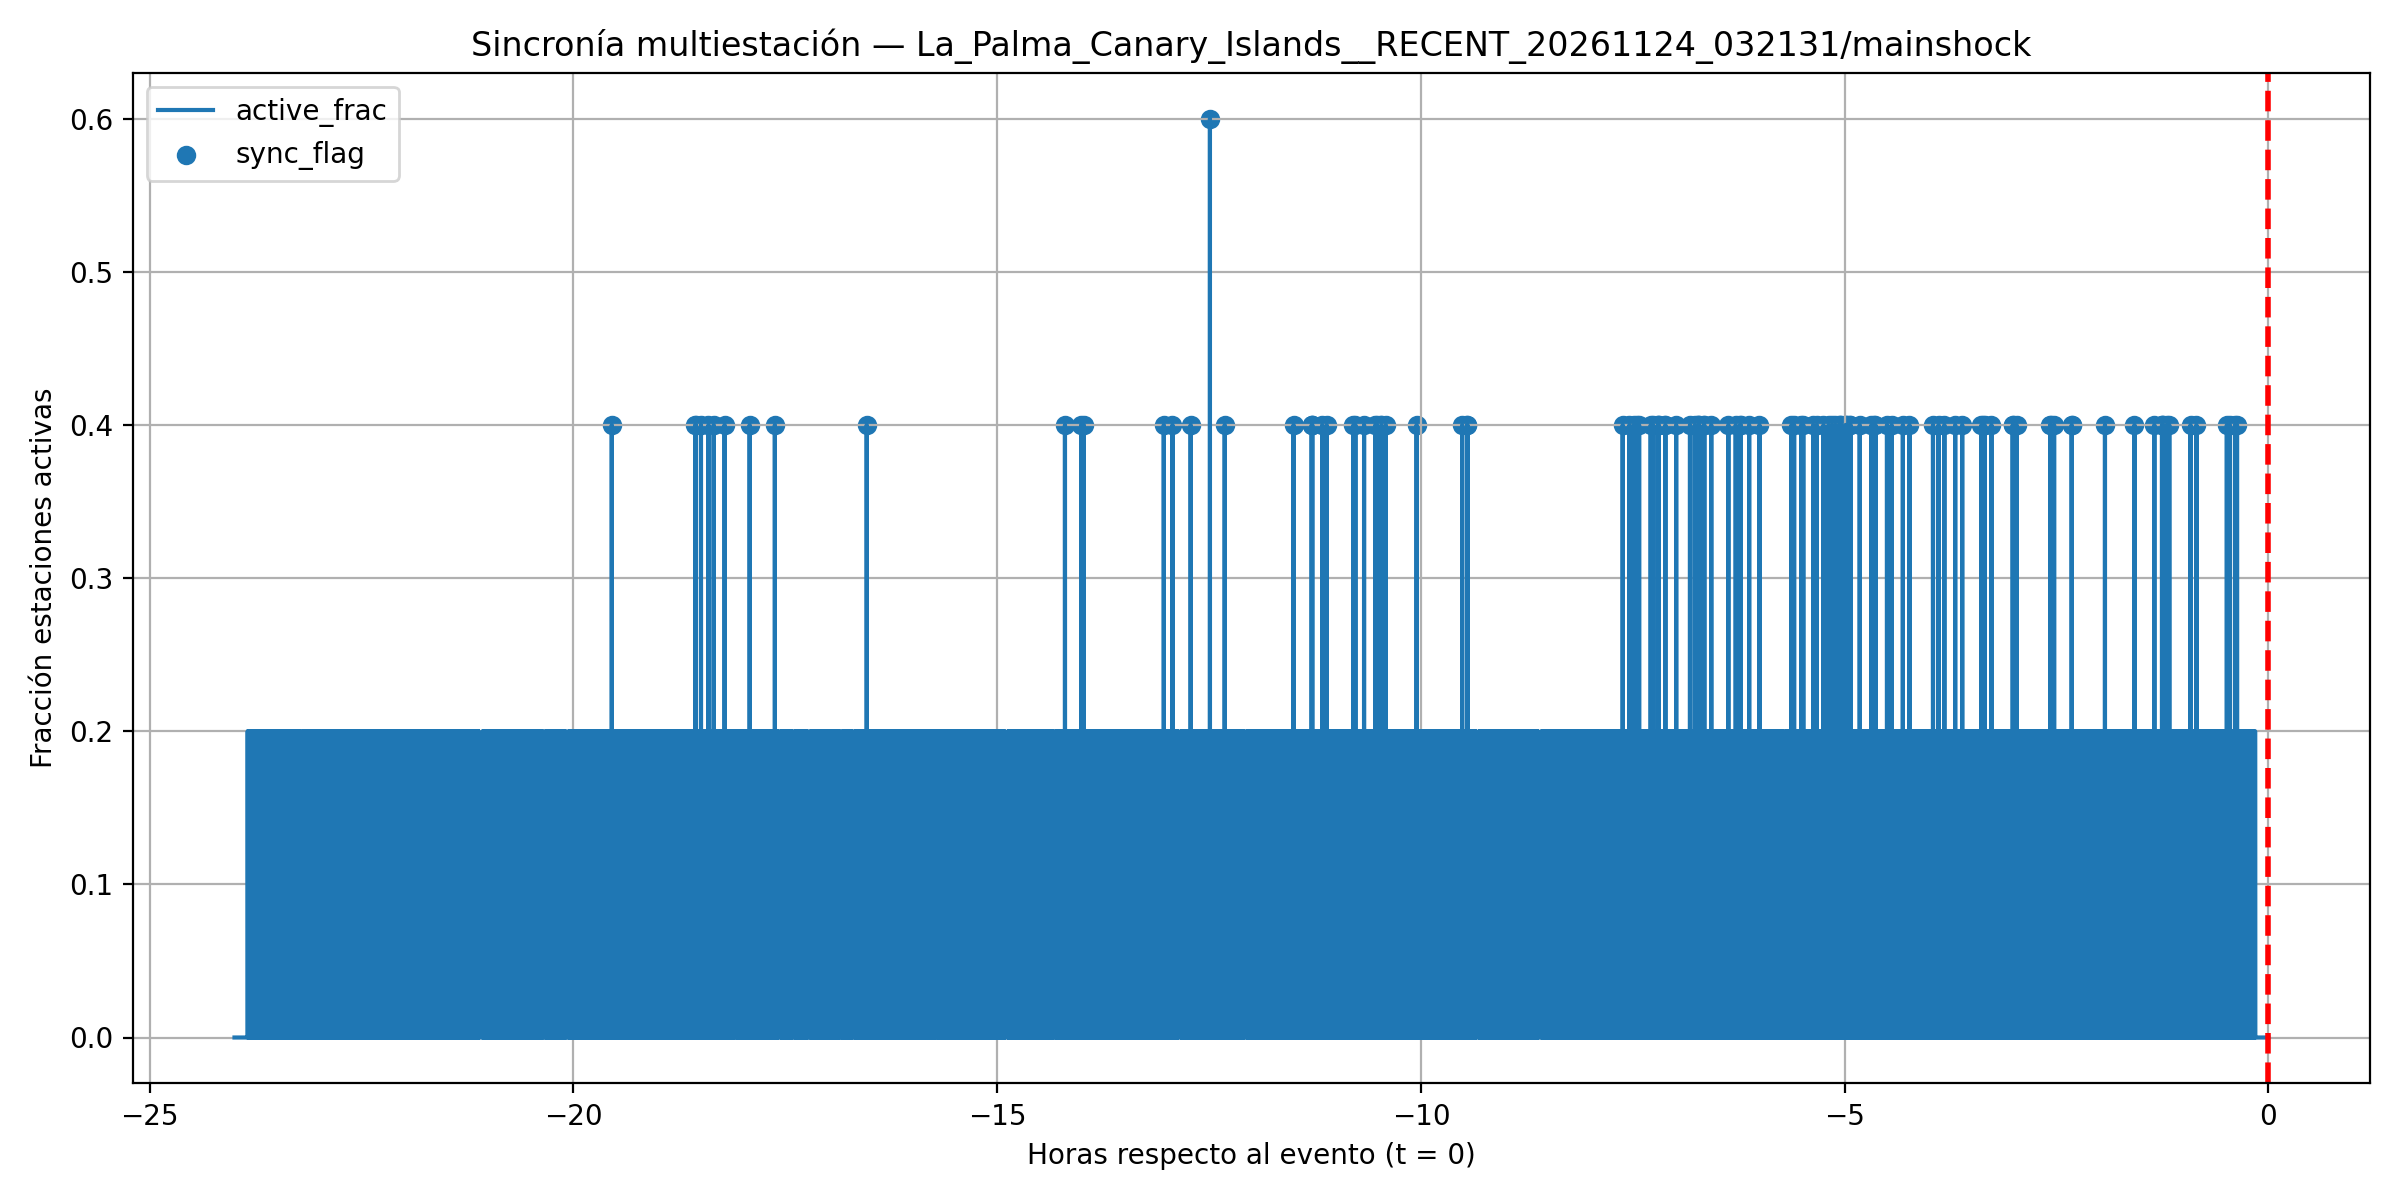 Sincronía multiestación — La_Palma_Canary_Islands__RECENT_20261124_032131/mainshock
active_frac
sync_flag
Fracción estaciones activas
0.6
0.5
0.4
0.3
0.2
0.1
0.0
−25 −20 −15 −10 −5 0
Horas respecto al evento (t = 0)